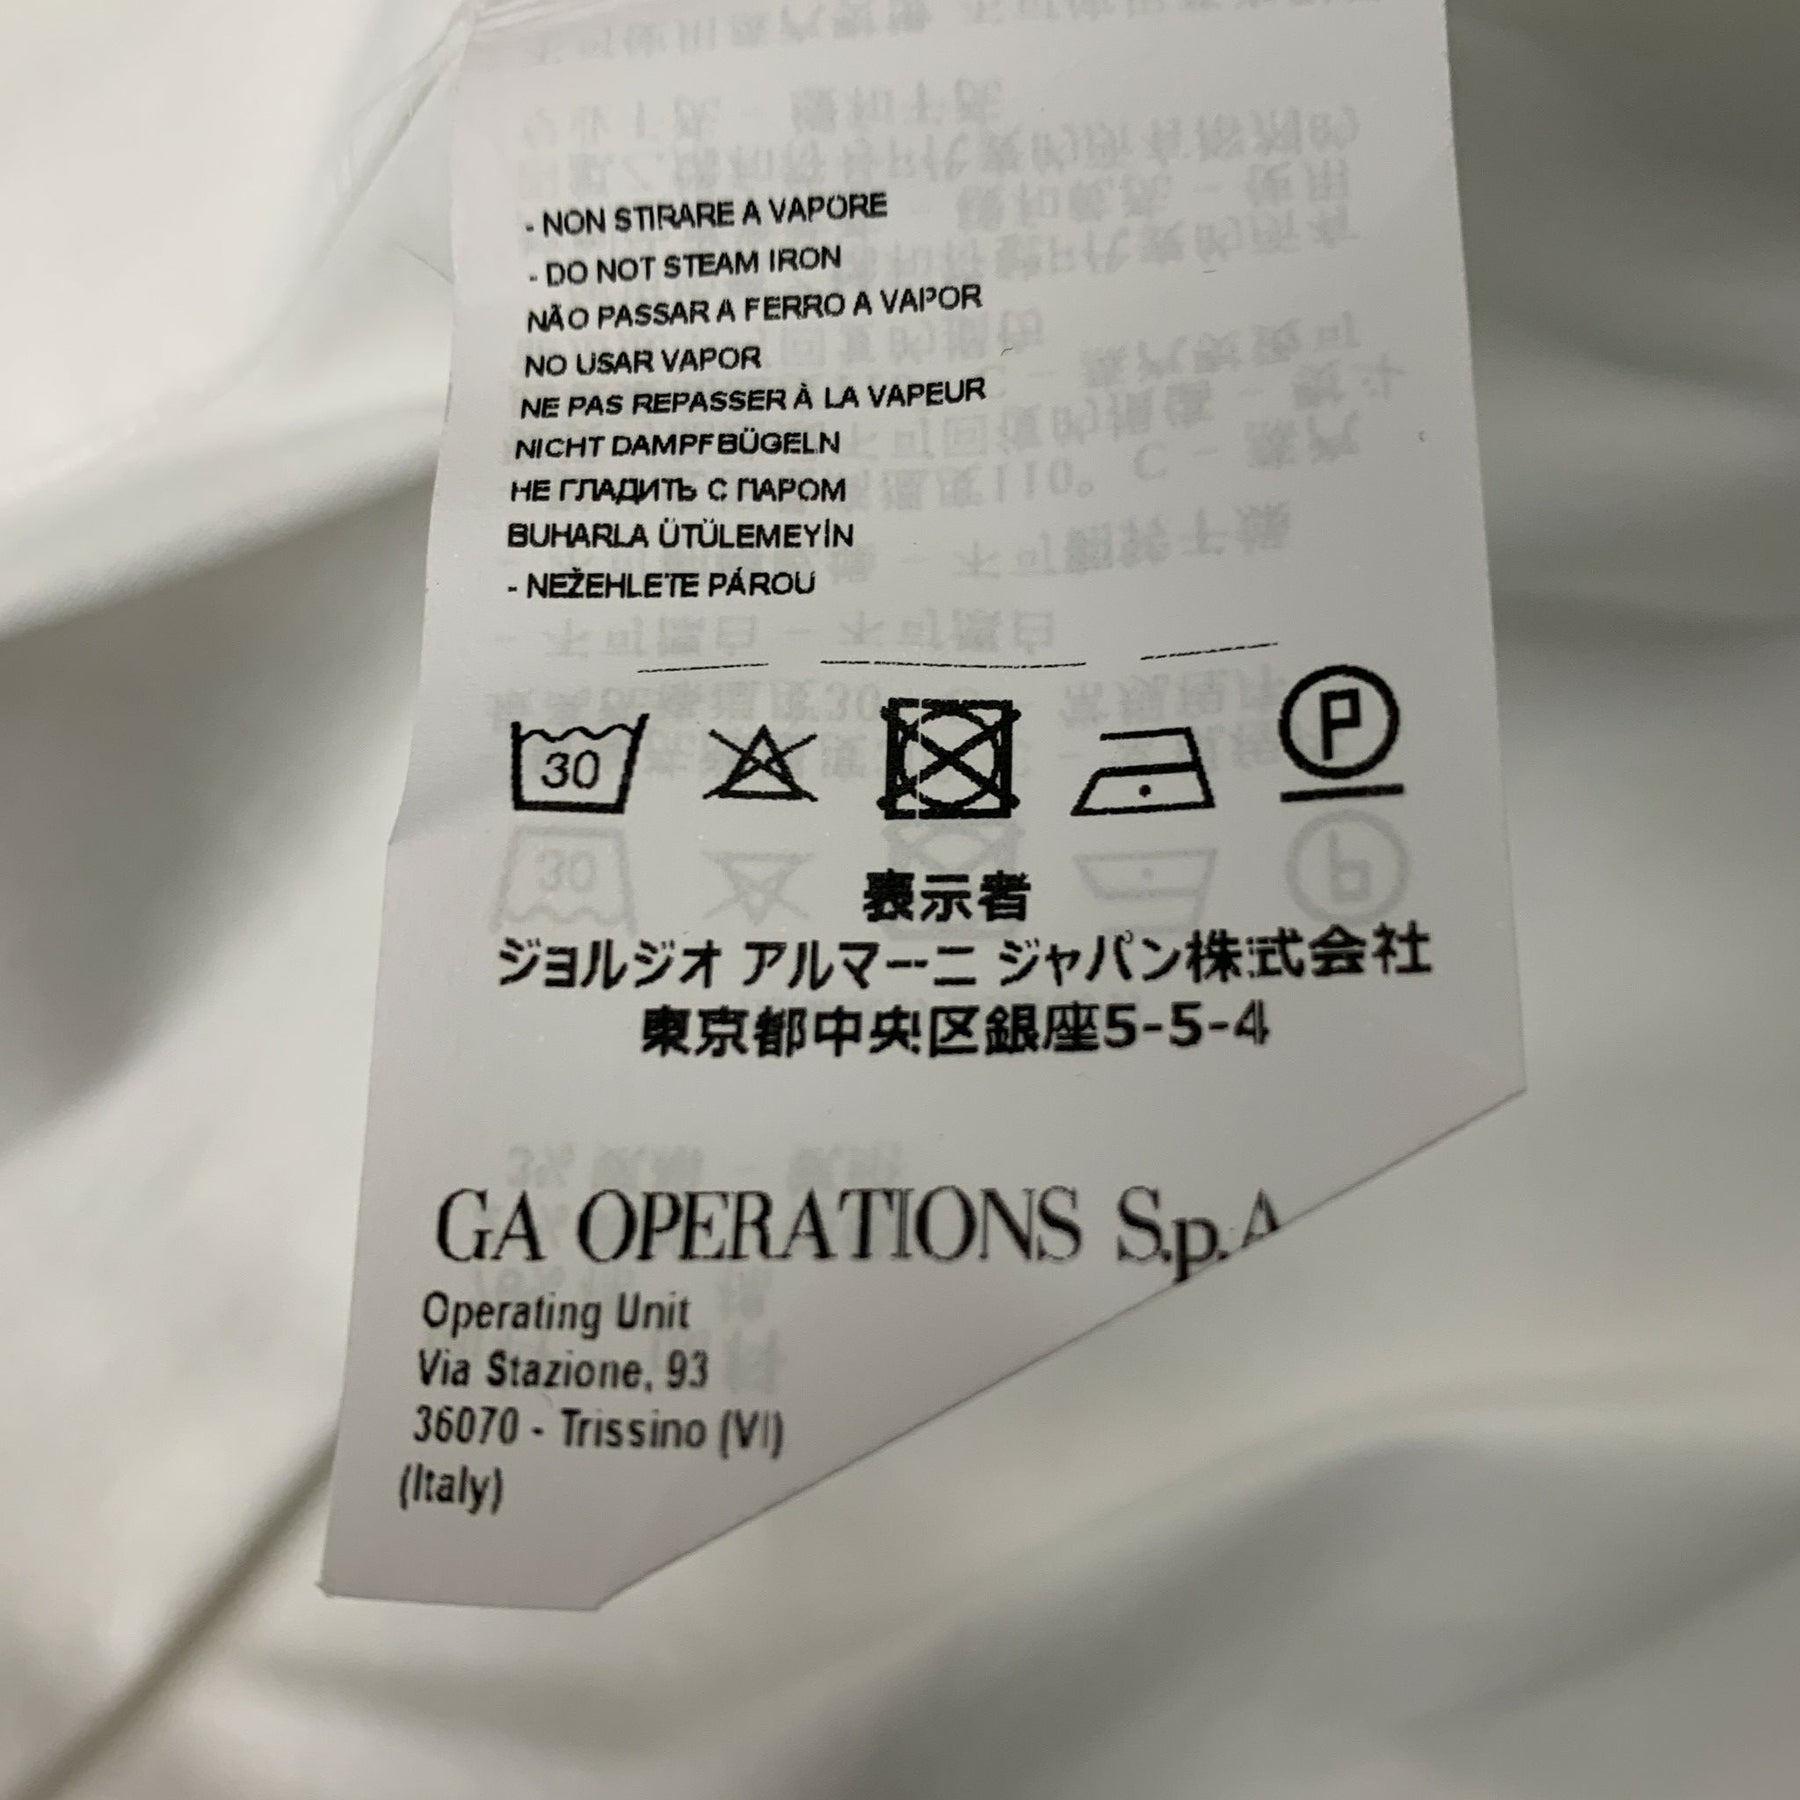 - NON STIRARE A VAPORE
- DO NOT STEAM IRON
NÃO PASSAR A FERRO A VAPOR
NO USAR VAPOR
NE PAS REPASSER À LA VAPEUR
NICHT DAMPFBÜGELN
НЕ ГЛАДИТЬ С ПАРОМ
BUHARLA ÜTÜLEMEYİN
- NEŽEHLETE PÁROU
30
P
表示者
ジョルジオ アルマーニ ジャパン株式会社
東京都中央区銀座5-5-4
GA OPERATIONS S.p.A
Operating Unit
Via Stazione, 93
36070 - Trissino (VI)
(Italy)